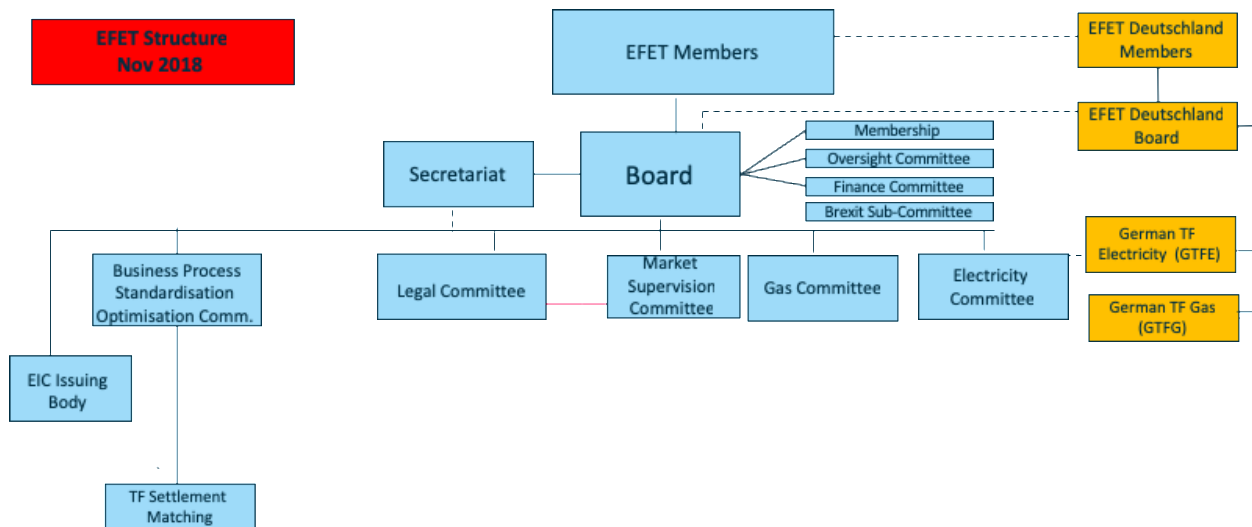 EFET Structure
Nov 2018
EFET Members
EFET Deutschland
Members
EFET Deutschland
Board
Secretariat
Board
Membership
Oversight Committee
Finance Committee
Brexit Sub-Committee
German TF
Electricity (GTFE)
German TF Gas
(GTFG)
Business Process
Standardisation
Optimisation Comm.
Legal Committee
Market
Supervision
Committee
Gas Committee
Electricity
Committee
EIC Issuing
Body
TF Settlement
Matching